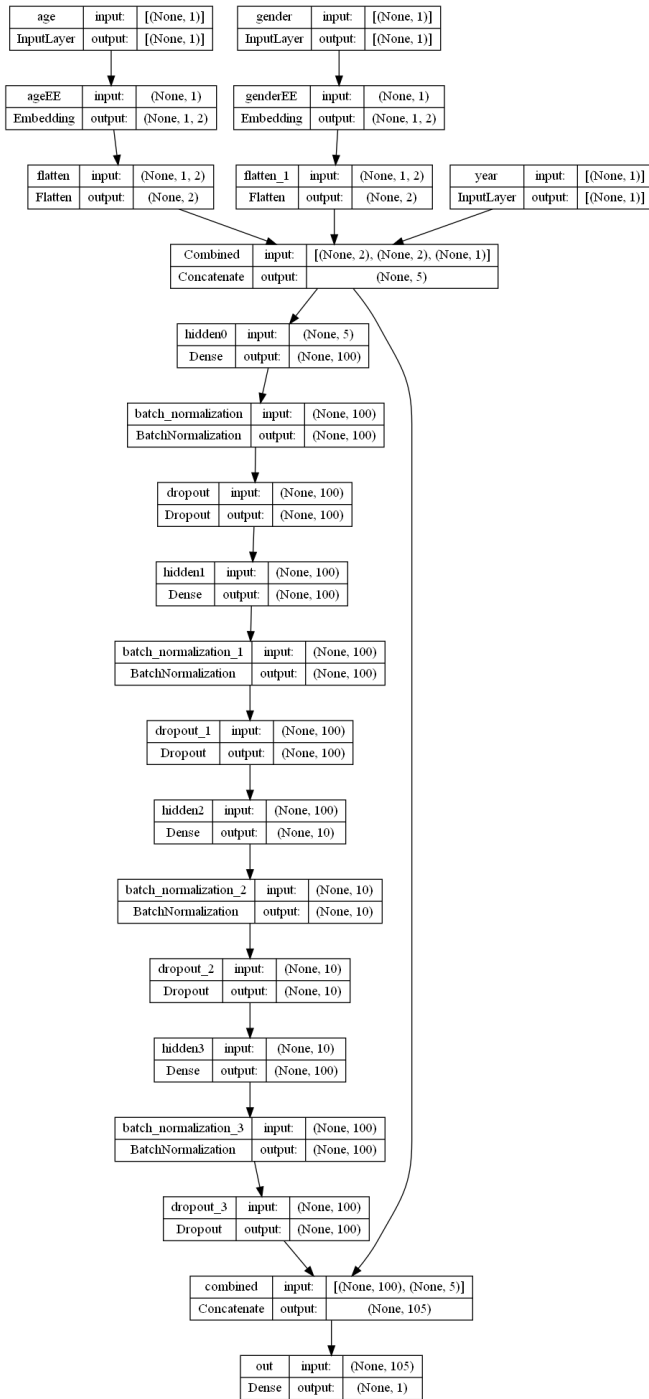 age input: [(None, 1)]
InputLayer output: [(None, 1)]
gender input: [(None, 1)]
InputLayer output: [(None, 1)]
ageEE input: (None, 1)
Embedding output: (None, 1, 2)
genderEE input: (None, 1)
Embedding output: (None, 1, 2)
flatten input: (None, 1, 2)
Flatten output: (None, 2)
flatten_1 input: (None, 1, 2)
Flatten output: (None, 2)
year input: [(None, 1)]
InputLayer output: [(None, 1)]
Combined input: [(None, 2), (None, 2), (None, 1)]
Concatenate output: (None, 5)
hidden0 input: (None, 5)
Dense output: (None, 100)
batch_normalization input: (None, 100)
BatchNormalization output: (None, 100)
dropout input: (None, 100)
Dropout output: (None, 100)
hidden1 input: (None, 100)
Dense output: (None, 100)
batch_normalization_1 input: (None, 100)
BatchNormalization output: (None, 100)
dropout_1 input: (None, 100)
Dropout output: (None, 100)
hidden2 input: (None, 100)
Dense output: (None, 10)
batch_normalization_2 input: (None, 10)
BatchNormalization output: (None, 10)
dropout_2 input: (None, 10)
Dropout output: (None, 10)
hidden3 input: (None, 10)
Dense output: (None, 100)
batch_normalization_3 input: (None, 100)
BatchNormalization output: (None, 100)
dropout_3 input: (None, 100)
Dropout output: (None, 100)
combined input: [(None, 100), (None, 5)]
Concatenate output: (None, 105)
out input: (None, 105)
Dense output: (None, 1)